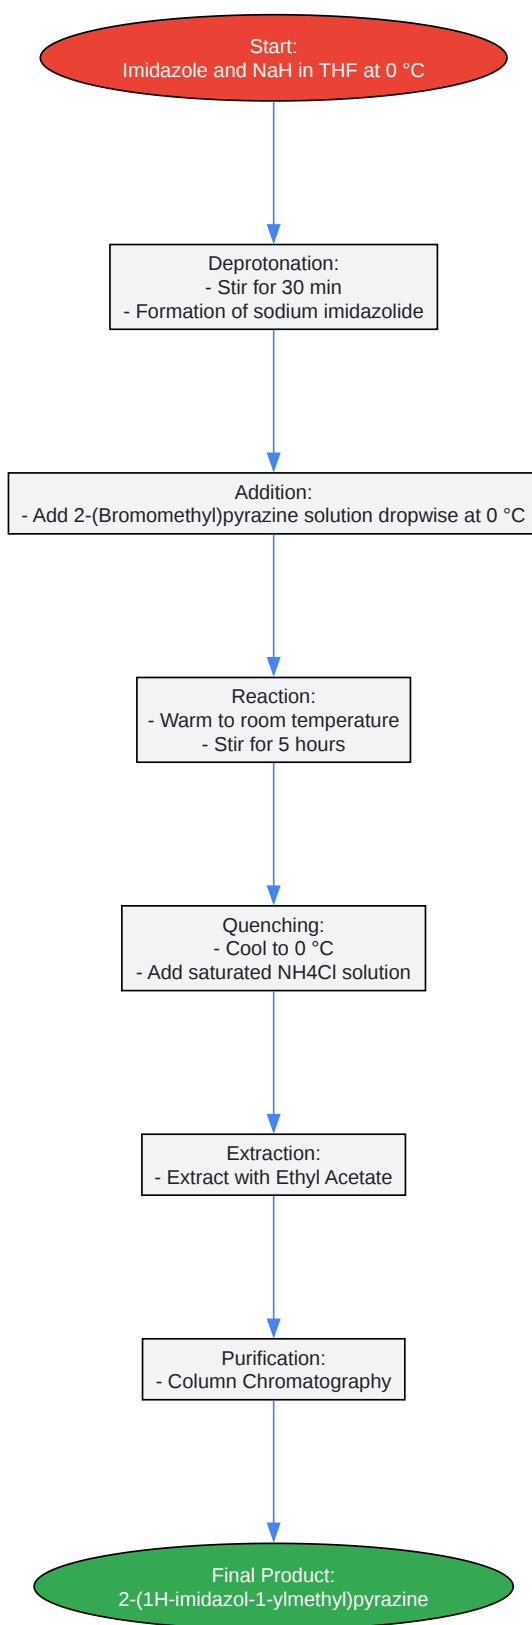 Start:
Imidazole and NaH in THF at 0 °C
Deprotonation:
- Stir for 30 min
- Formation of sodium imidazolide
Addition:
- Add 2-(Bromomethyl)pyrazine solution dropwise at 0 °C
Reaction:
- Warm to room temperature
- Stir for 5 hours
Quenching:
- Cool to 0 °C
- Add saturated NH4Cl solution
Extraction:
- Extract with Ethyl Acetate
Purification:
- Column Chromatography
Final Product:
2-(1H-imidazol-1-ylmethyl)pyrazine